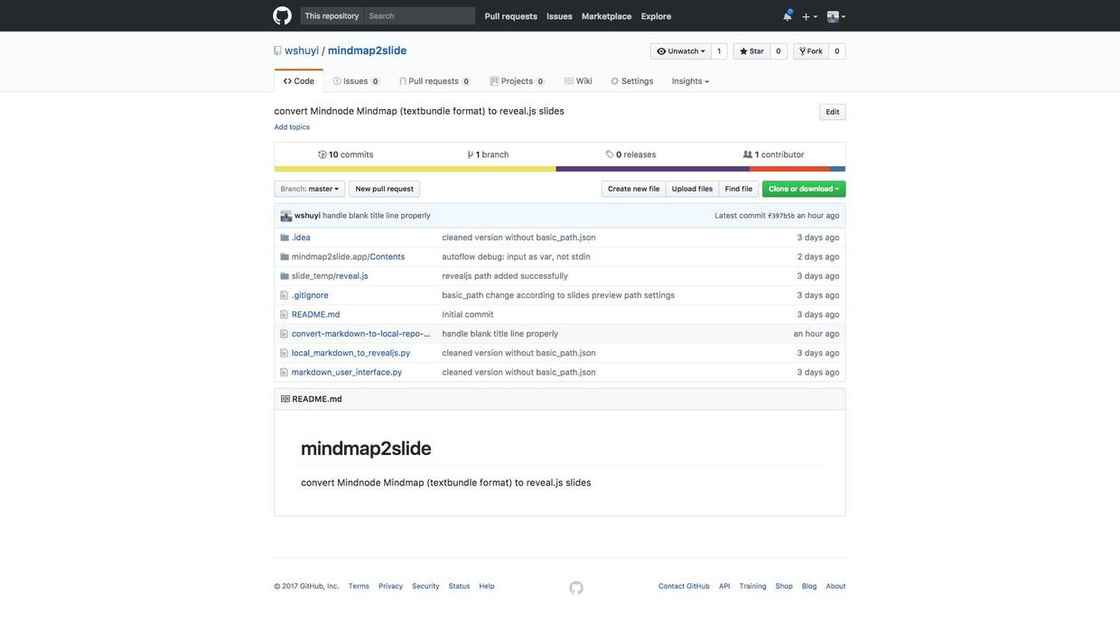 This repository Search Pull requests Issues Marketplace Explore
wshuyi / mindmap2slide Unwatch 1 Star 0 Fork 0
Code Issues 0 Pull requests 0 Projects 0 Wiki Settings Insights
convert Mindnode Mindmap (textbundle format) to reveal.js slides Edit
Add topics
10 commits 1 branch 0 releases 1 contributor
Branch: master New pull request Create new file Upload files Find file Clone or download
wshuyi handle blank title line properly Latest commit f397b5b an hour ago
.idea cleaned version without basic_path.json 3 days ago
mindmap2slide.app/Contents autoflow debug: input as var, not stdin 2 days ago
slide_temp/reveal.js revealjs path added successfully 3 days ago
.gitignore basic_path change according to slides preview path settings 3 days ago
README.md Initial commit 3 days ago
convert-markdown-to-local-repo-... handle blank title line properly an hour ago
local_markdown_to_revealjs.py cleaned version without basic_path.json 3 days ago
markdown_user_interface.py cleaned version without basic_path.json 3 days ago
README.md
mindmap2slide
convert Mindnode Mindmap (textbundle format) to reveal.js slides
© 2017 GitHub, Inc. Terms Privacy Security Status Help Contact GitHub API Training Shop Blog About